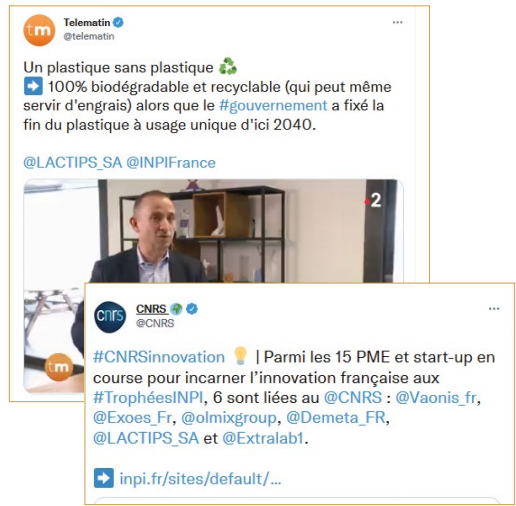 tm Telematin
@telematin
Un plastique sans plastique ♻️
➡️ 100% biodégradable et recyclable (qui peut même
servir d'engrais) alors que le #gouvernement a fixé la
fin du plastique à usage unique d'ici 2040.
@LACTIPS_SA @INPIFrance
2
tm
cnrs CNRS
@CNRS
#CNRSinnovation 💡 | Parmi les 15 PME et start-up en
course pour incarner l’innovation française aux
#TrophéesINPI, 6 sont liées au @CNRS : @Vaonis_fr,
@Exoes_Fr, @olmixgroup, @Demeta_FR,
@LACTIPS_SA et @Extralab1.
➡️ inpi.fr/sites/default/...